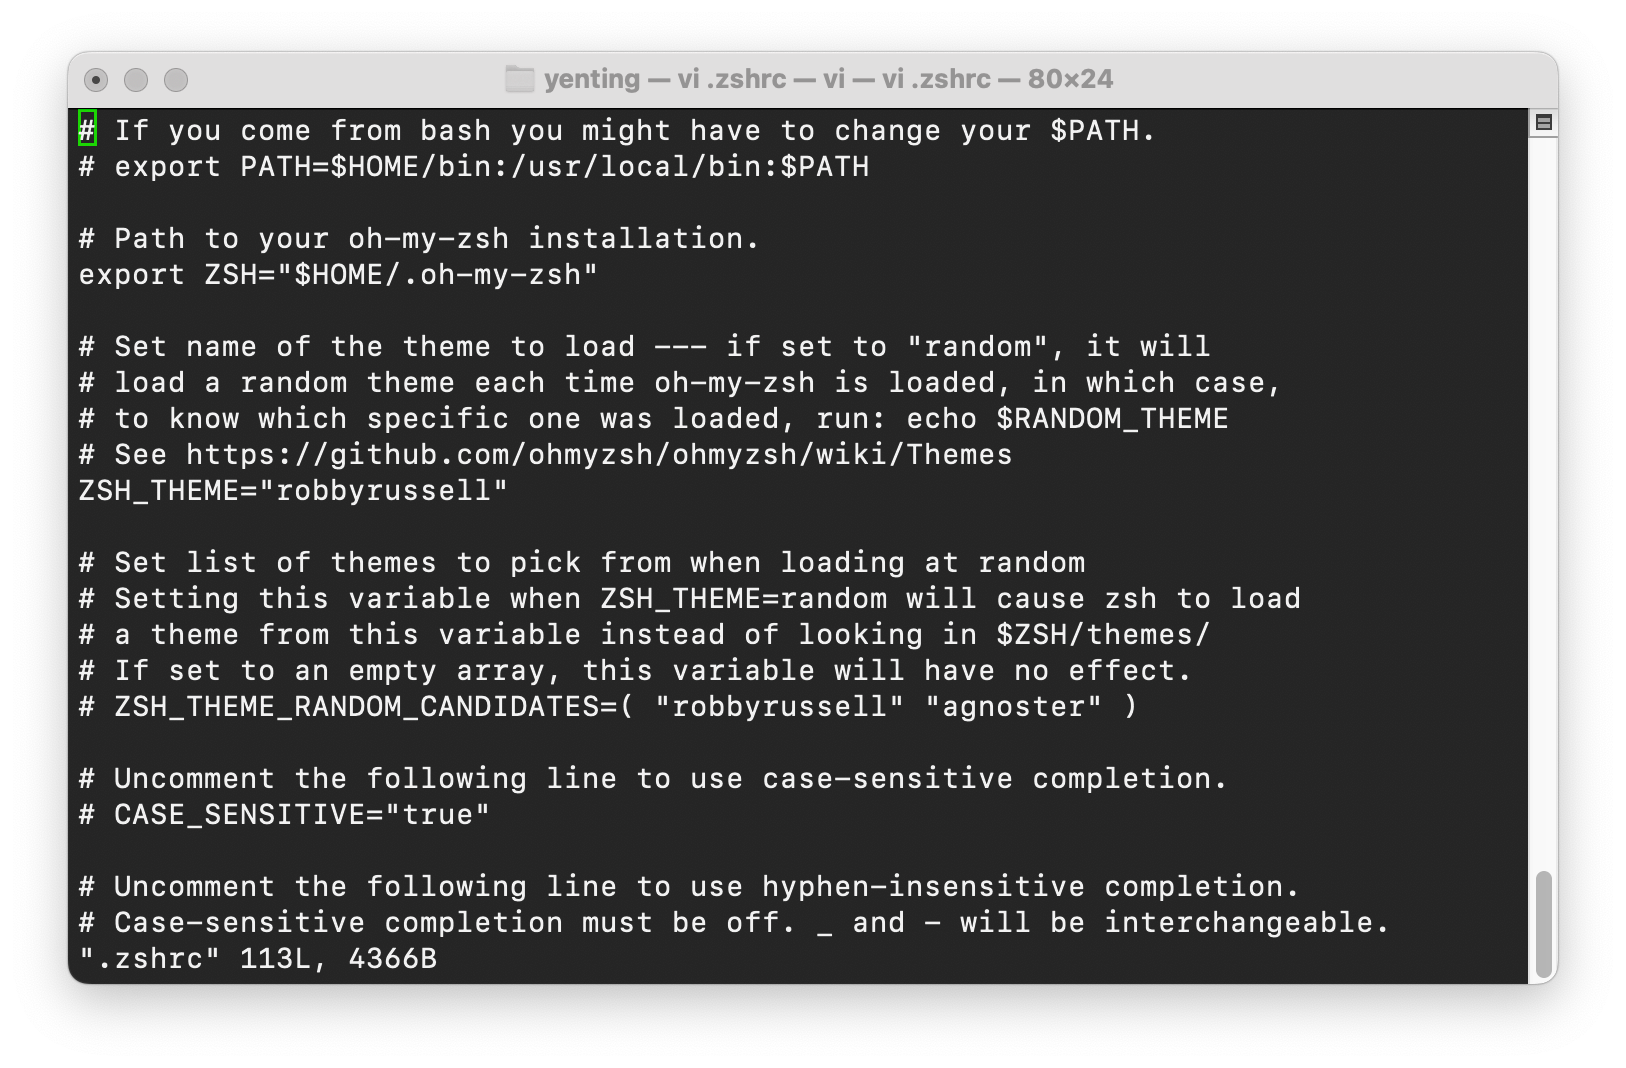 yenting — vi .zshrc — vi — vi .zshrc — 80×24
# If you come from bash you might have to change your $PATH.
# export PATH=$HOME/bin:/usr/local/bin:$PATH
# Path to your oh-my-zsh installation.
export ZSH="$HOME/.oh-my-zsh"
# Set name of the theme to load --- if set to "random", it will
# load a random theme each time oh-my-zsh is loaded, in which case,
# to know which specific one was loaded, run: echo $RANDOM_THEME
# See https://github.com/ohmyzsh/ohmyzsh/wiki/Themes
ZSH_THEME="robbyrussell"
# Set list of themes to pick from when loading at random
# Setting this variable when ZSH_THEME=random will cause zsh to load
# a theme from this variable instead of looking in $ZSH/themes/
# If set to an empty array, this variable will have no effect.
# ZSH_THEME_RANDOM_CANDIDATES=( "robbyrussell" "agnoster" )
# Uncomment the following line to use case-sensitive completion.
# CASE_SENSITIVE="true"
# Uncomment the following line to use hyphen-insensitive completion.
# Case-sensitive completion must be off. _ and - will be interchangeable.
".zshrc" 113L, 4366B